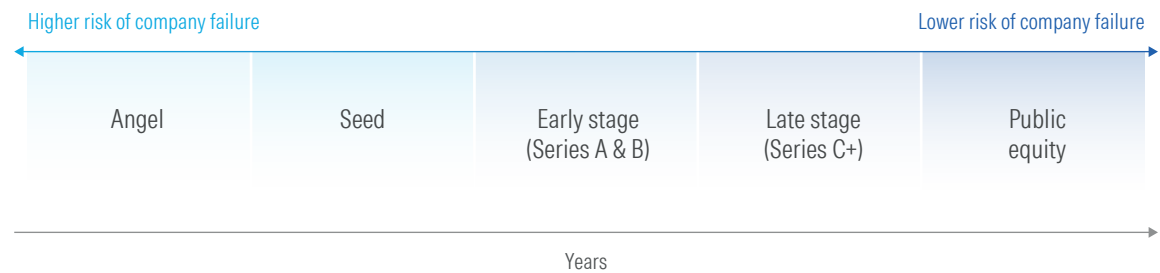 Higher risk of company failure
Lower risk of company failure
Angel
Seed
Early stage
(Series A & B)
Late stage
(Series C+)
Public
equity
Years